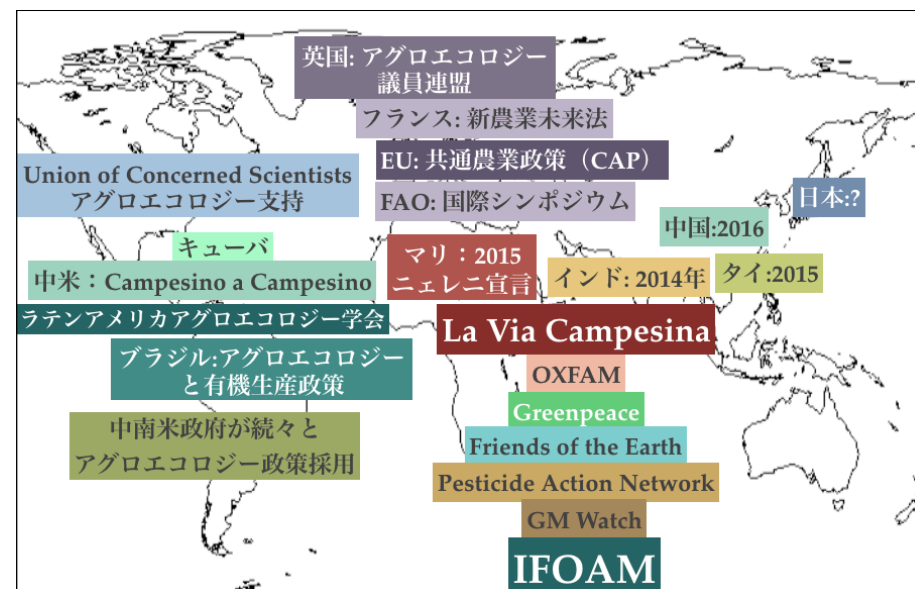 英国: アグロエコロジー
議員連盟
フランス: 新農業未来法
EU: 共通農業政策（CAP）
FAO: 国際シンポジウム
Union of Concerned Scientists
アグロエコロジー支持
日本:?
中国:2016
キューバ
中米：Campesino a Campesino
マリ：2015
ニェレニ宣言
インド: 2014年
タイ:2015
ラテンアメリカアグロエコロジー学会
La Via Campesina
ブラジル:アグロエコロジー
と有機生産政策
OXFAM
Greenpeace
中南米政府が続々と
アグロエコロジー政策採用
Friends of the Earth
Pesticide Action Network
GM Watch
IFOAM